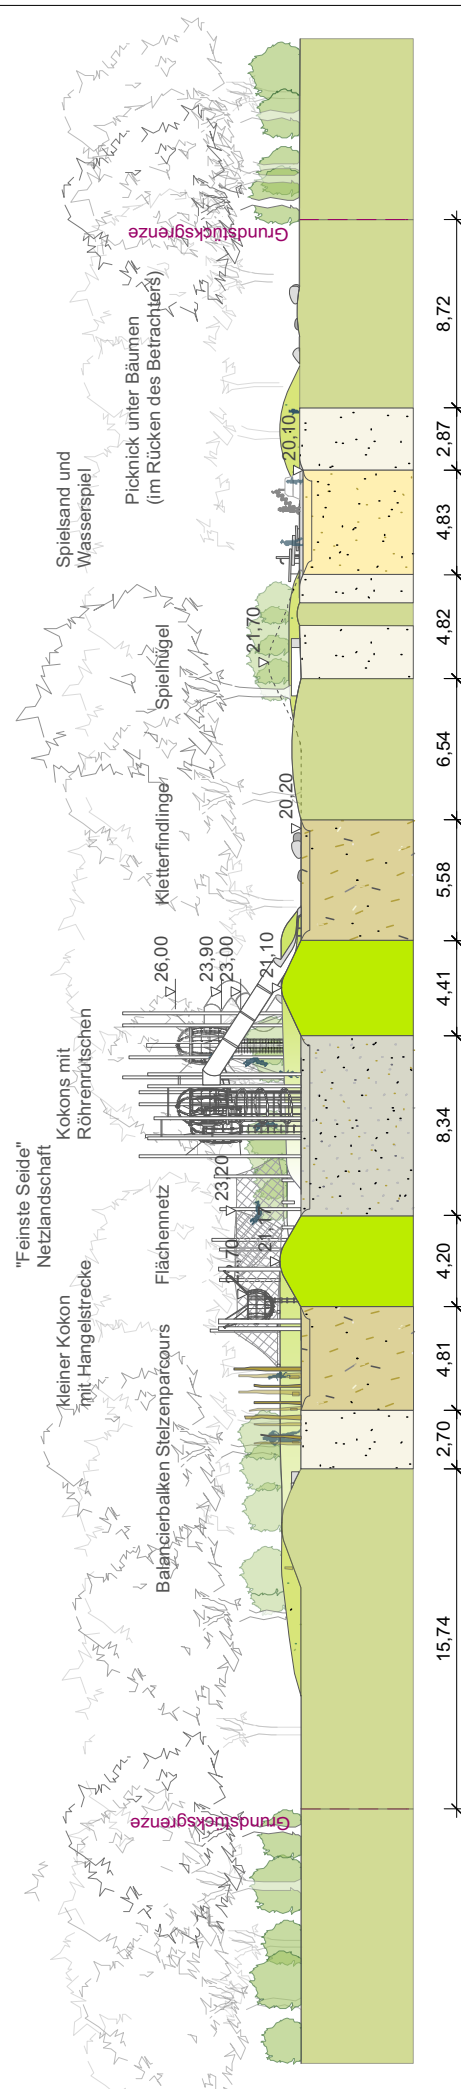 "Feinste Seide"
Netzlandschaft
kleiner Kokon
mit Hangelstrecke
Kokons mit
Röhrenrutschen
Spielsand und
Wasserspiel
Balancierbalken Stelzenparcours
Flächennetz
Kletterfindlinge
Spielhügel
Picknick unter Bäumen
(im Rücken des Betrachters)
Grundstücksgrenze
23,20
21,17
26,00
23,90
23,00
21,10
20,20
21,70
20,10
Grundstücksgrenze
15,74
2,70
4,81
4,20
8,34
4,41
5,58
6,54
4,82
4,83
2,87
8,72